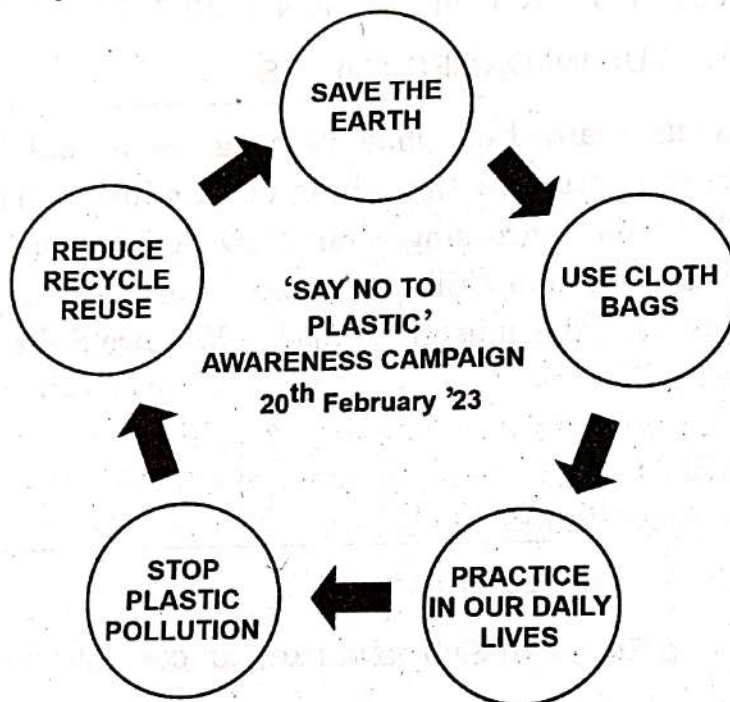 SAVE THE
EARTH
USE CLOTH
BAGS
PRACTICE
IN OUR DAILY
LIVES
STOP
PLASTIC
POLLUTION
REDUCE
RECYCLE
REUSE
‘SAY NO TO
PLASTIC’
AWARENESS CAMPAIGN
20th February ’23